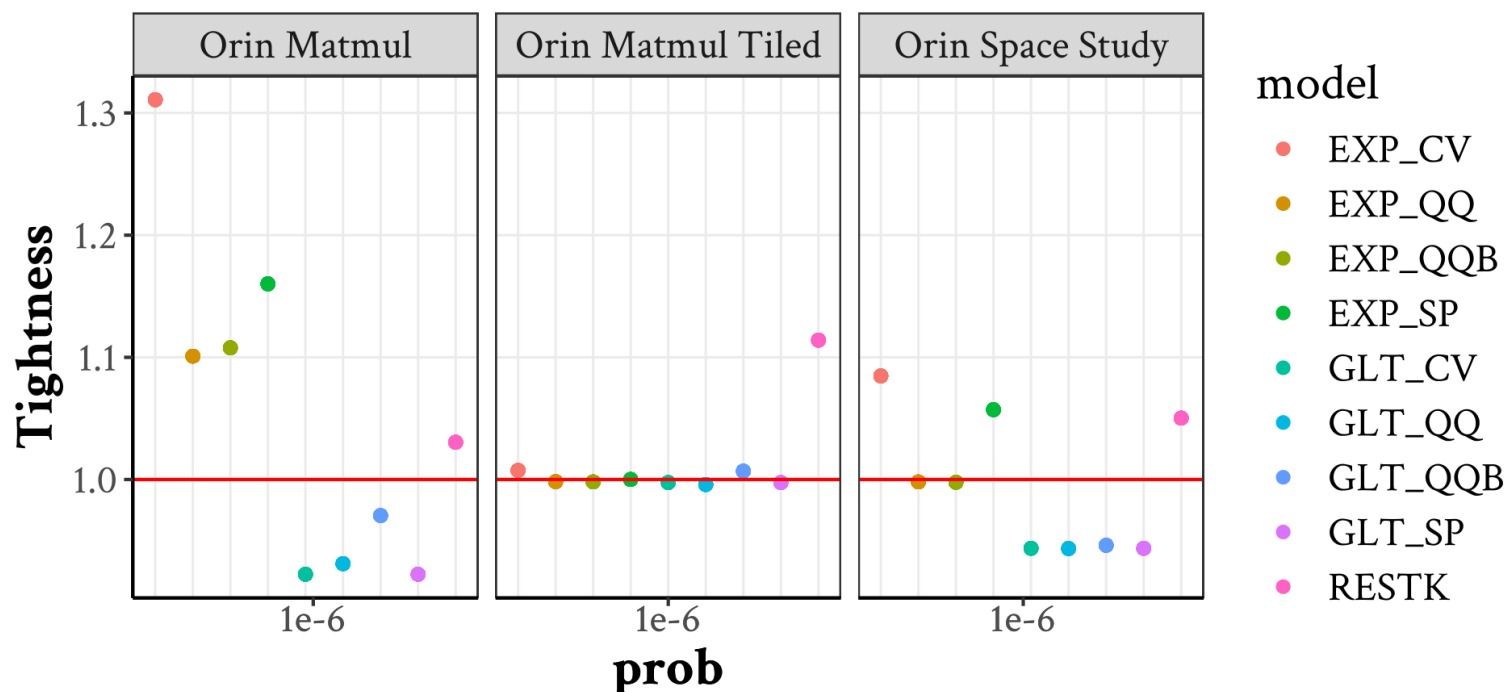 Orin Matmul
Orin Matmul Tiled
Orin Space Study
Tightness
1.3
1.2
1.1
1.0
1e-6
1e-6
1e-6
prob
model
EXP_CV
EXP_QQ
EXP_QQB
EXP_SP
GLT_CV
GLT_QQ
GLT_QQB
GLT_SP
RESTK